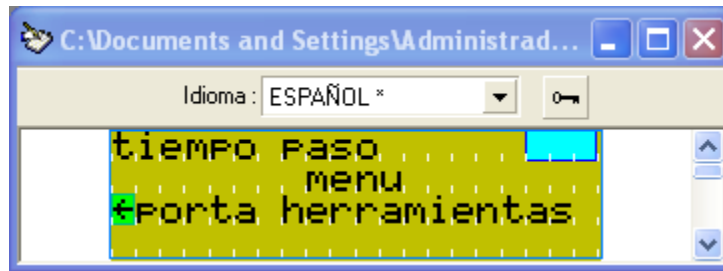 C:\Documents and Settings\Administrad...
Idioma : ESPAÑOL *
tiempo paso
menu
←porta herramientas